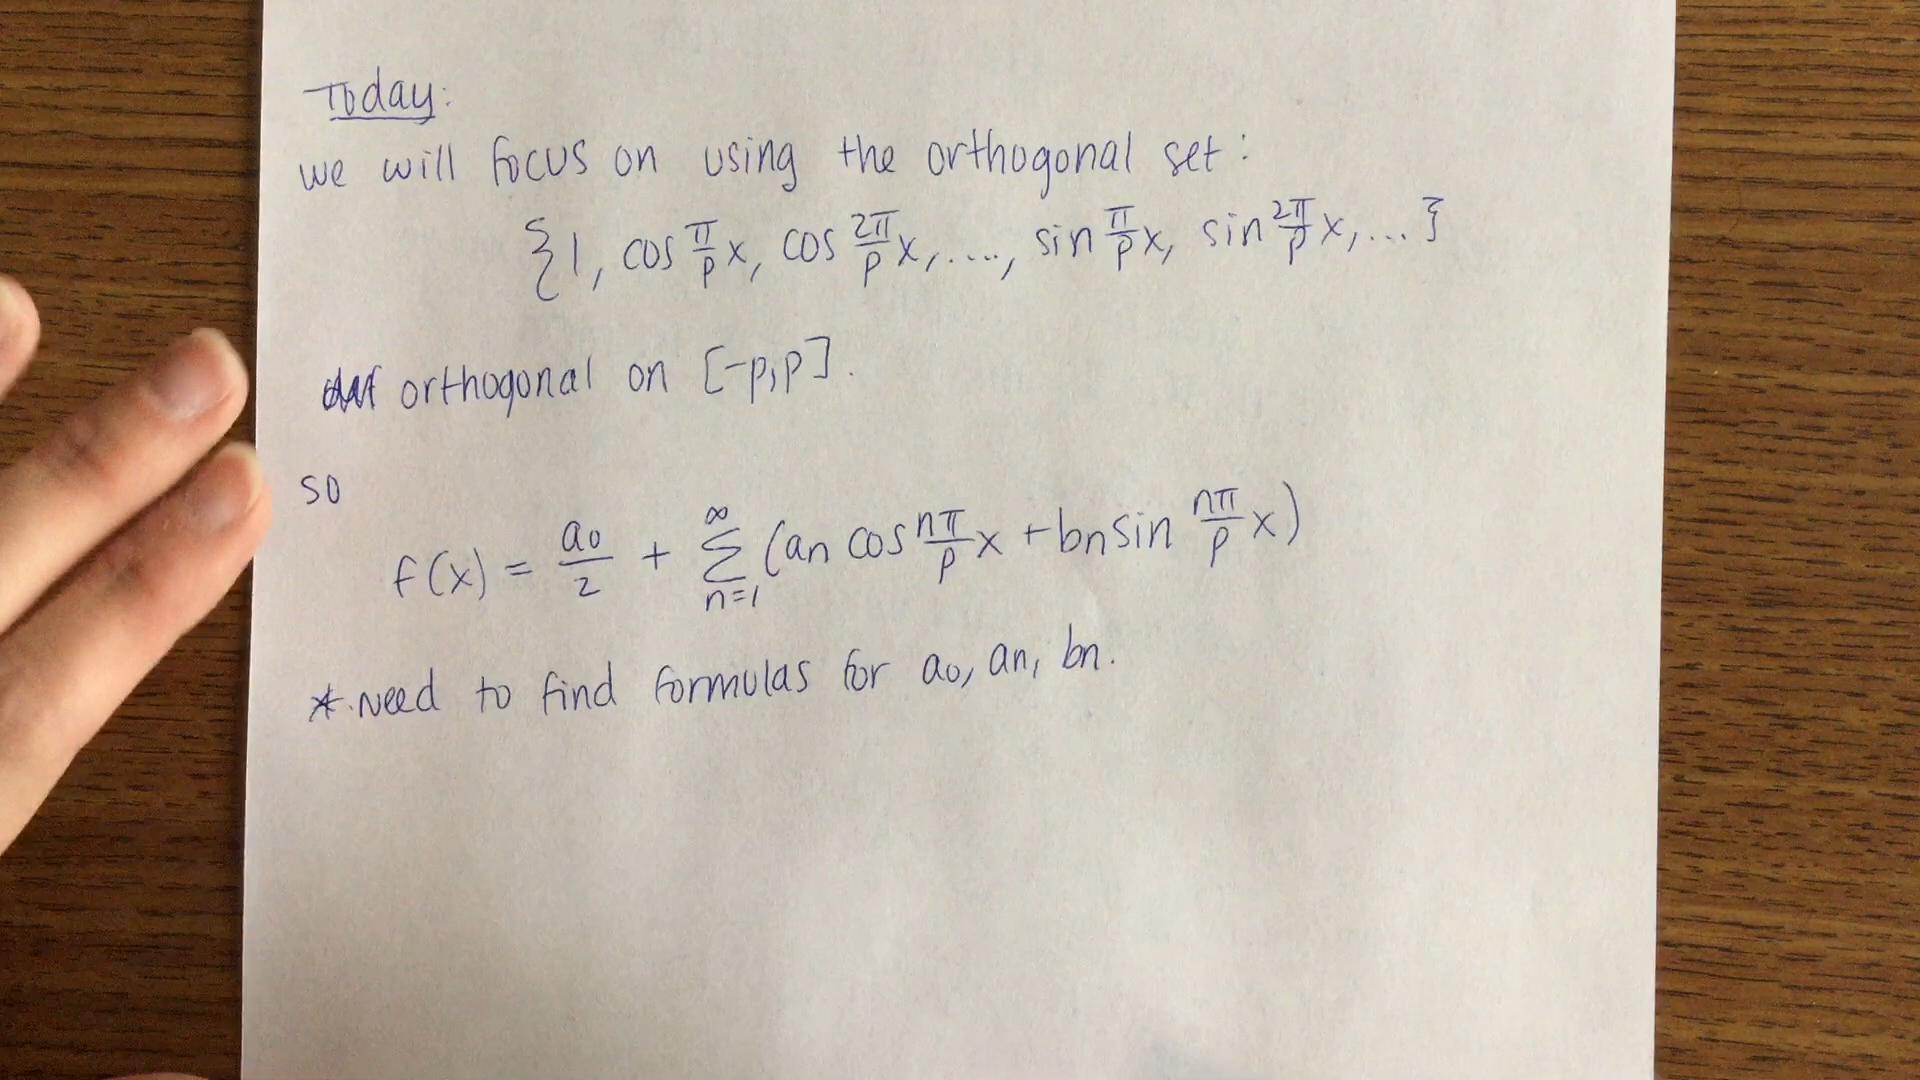 Today:
we will focus on using the orthogonal set:
{1, cos π/p x, cos 2π/p x, ...., sin π/p x, sin 2π/p x, ... }
orthogonal on [-p,p].
so
f(x) = a₀/2 + ∑_{n=1}^{∞} (an cos nπ/p x + bn sin nπ/p x)
* Need to find formulas for a₀, an, bn.